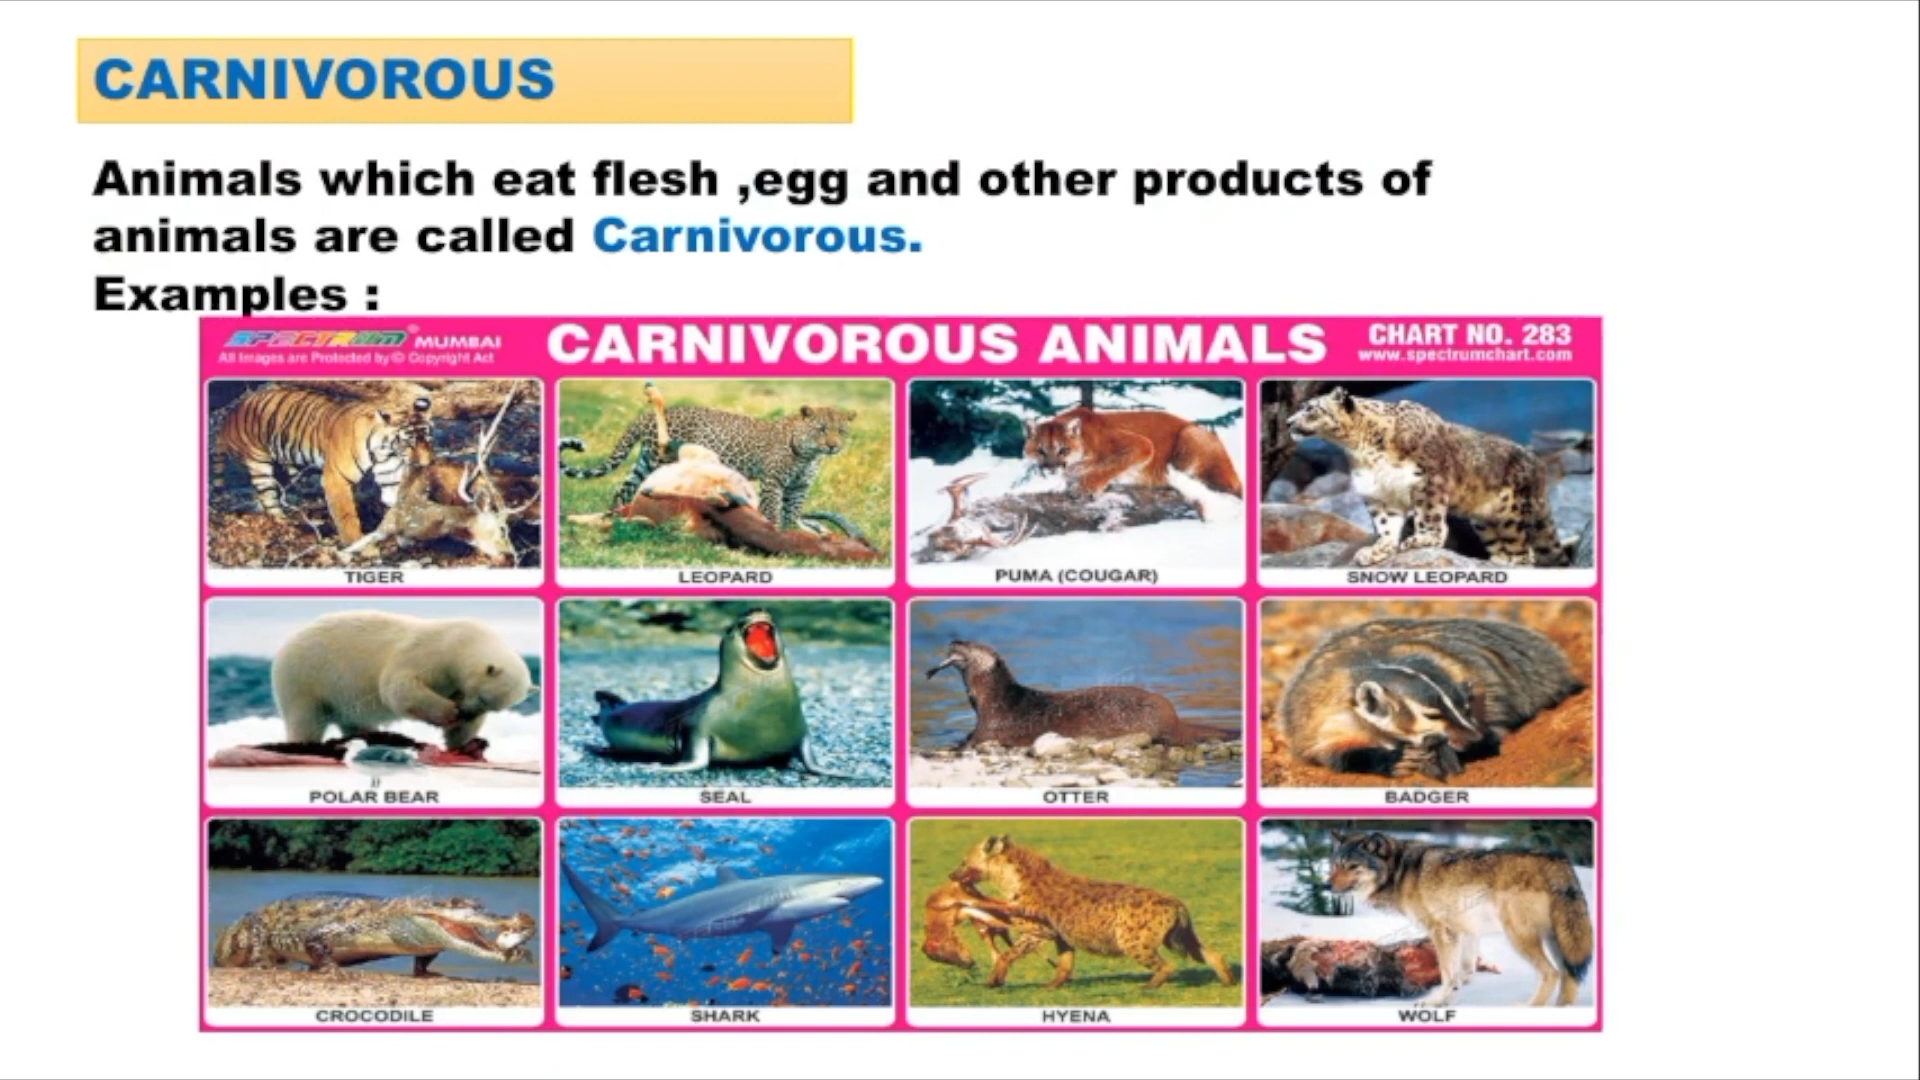 CARNIVOROUS
Animals which eat flesh ,egg and other products of
animals are called Carnivorous.
Examples :
SPECTRUM® MUMBAI
All Images are Protected by © Copyright Act
CARNIVOROUS ANIMALS
CHART NO. 283
www.spectrumchart.com
TIGER
LEOPARD
PUMA (COUGAR)
SNOW LEOPARD
POLAR BEAR
SEAL
OTTER
BADGER
CROCODILE
SHARK
HYENA
WOLF